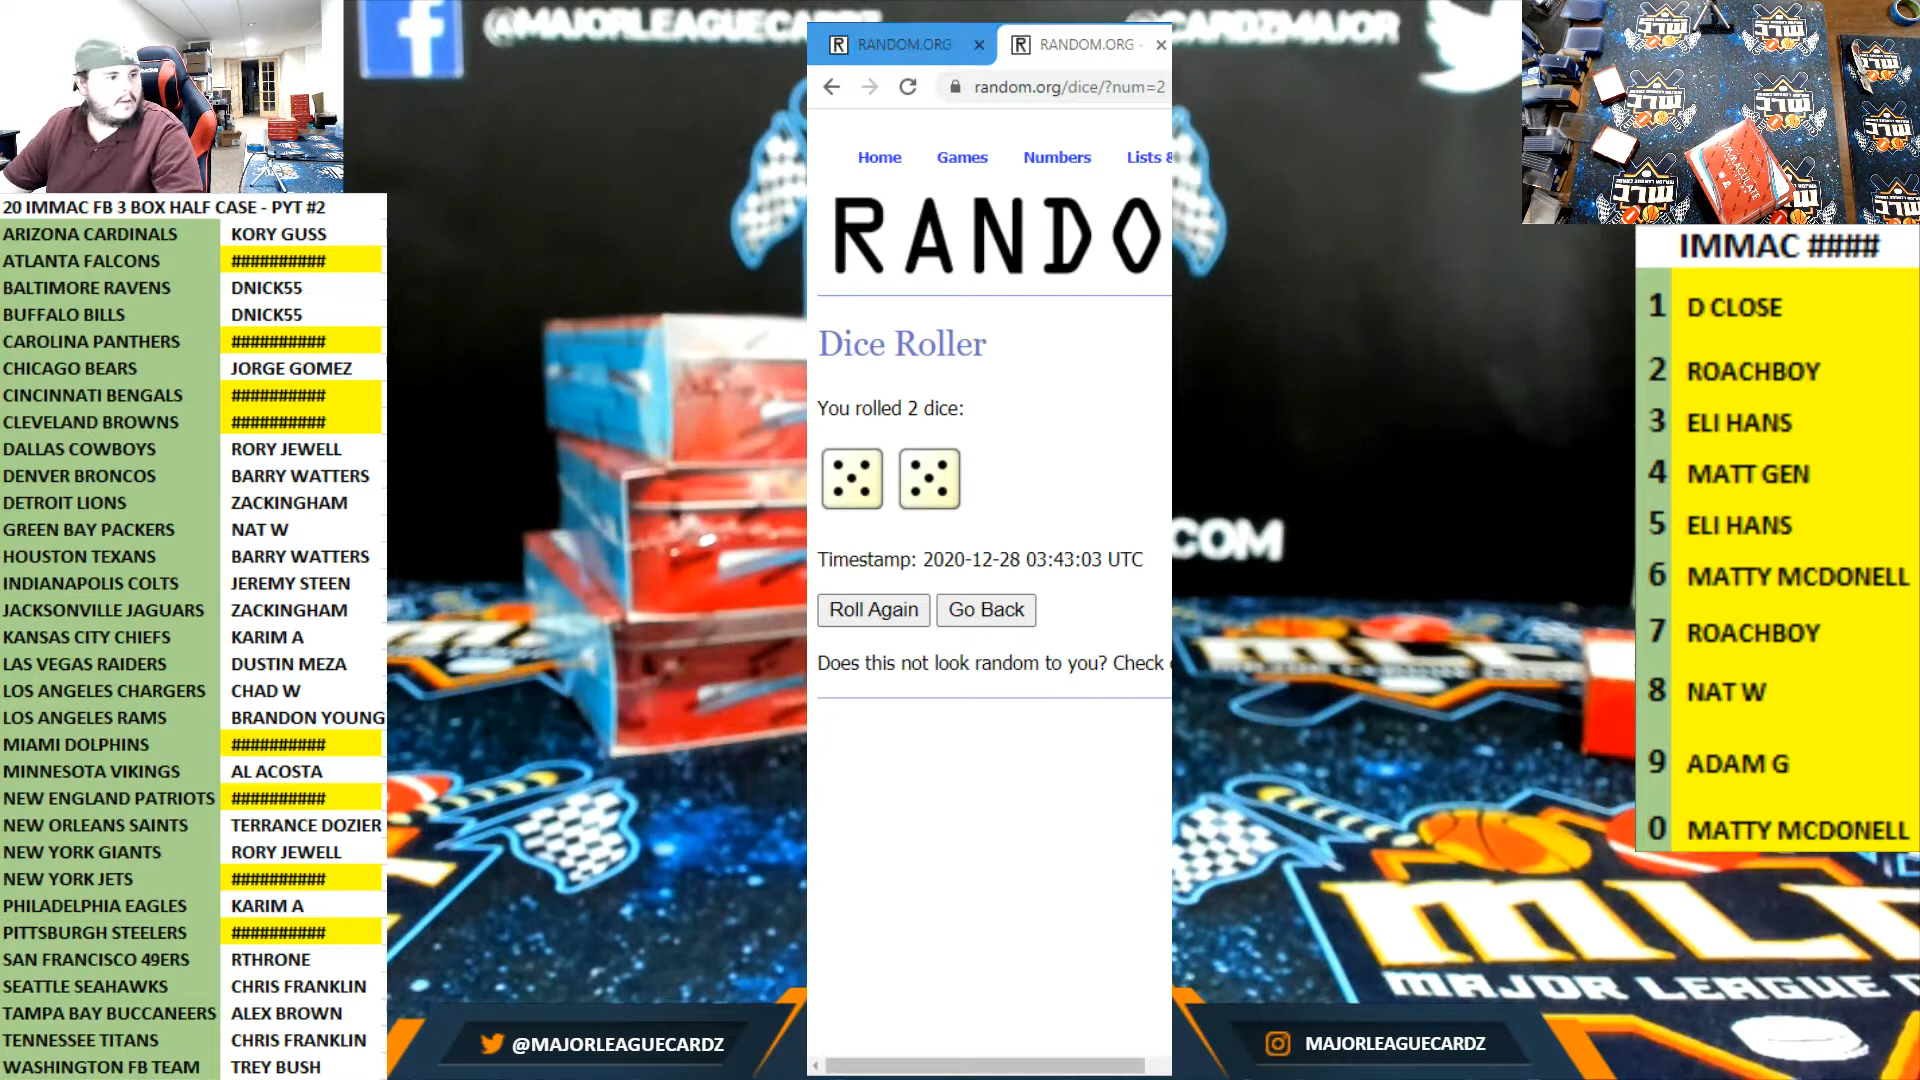 @MAJORLEAGUECARDZ
@CARDZMAJOR
20 IMMAC FB 3 BOX HALF CASE - PYT #2
ARIZONA CARDINALS KORY GUSS
ATLANTA FALCONS ##########
BALTIMORE RAVENS DNICK55
BUFFALO BILLS DNICK55
CAROLINA PANTHERS ##########
CHICAGO BEARS JORGE GOMEZ
CINCINNATI BENGALS ##########
CLEVELAND BROWNS ##########
DALLAS COWBOYS RORY JEWELL
DENVER BRONCOS BARRY WATTERS
DETROIT LIONS ZACKINGHAM
GREEN BAY PACKERS NAT W
HOUSTON TEXANS BARRY WATTERS
INDIANAPOLIS COLTS JEREMY STEEN
JACKSONVILLE JAGUARS ZACKINGHAM
KANSAS CITY CHIEFS KARIM A
LAS VEGAS RAIDERS DUSTIN MEZA
LOS ANGELES CHARGERS CHAD W
LOS ANGELES RAMS BRANDON YOUNG
MIAMI DOLPHINS ##########
MINNESOTA VIKINGS AL ACOSTA
NEW ENGLAND PATRIOTS ##########
NEW ORLEANS SAINTS TERRANCE DOZIER
NEW YORK GIANTS RORY JEWELL
NEW YORK JETS ##########
PHILADELPHIA EAGLES KARIM A
PITTSBURGH STEELERS ##########
SAN FRANCISCO 49ERS RTHRONE
SEATTLE SEAHAWKS CHRIS FRANKLIN
TAMPA BAY BUCCANEERS ALEX BROWN
TENNESSEE TITANS CHRIS FRANKLIN
WASHINGTON FB TEAM TREY BUSH
RANDOM.ORG
RANDOM.ORG -
random.org/dice/?num=2
Home Games Numbers Lists &
RANDO
Dice Roller
You rolled 2 dice:
Timestamp: 2020-12-28 03:43:03 UTC
Roll Again Go Back
Does this not look random to you? Check
COM
IMMACULATE
IMMAC ####
1 D CLOSE
2 ROACHBOY
3 ELI HANS
4 MATT GEN
5 ELI HANS
6 MATTY MCDONELL
7 ROACHBOY
8 NAT W
9 ADAM G
0 MATTY MCDONELL
MAJOR LEAGUE
@MAJORLEAGUECARDZ
MAJORLEAGUECARDZ